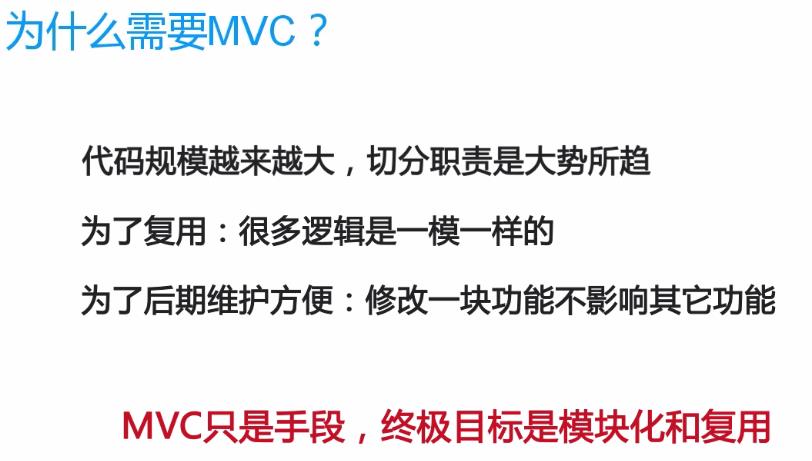 为什么需要MVC？
代码规模越来越大，切分职责是大势所趋
为了复用：很多逻辑是一模一样的
为了后期维护方便：修改一块功能不影响其它功能
MVC只是手段，终极目标是模块化和复用